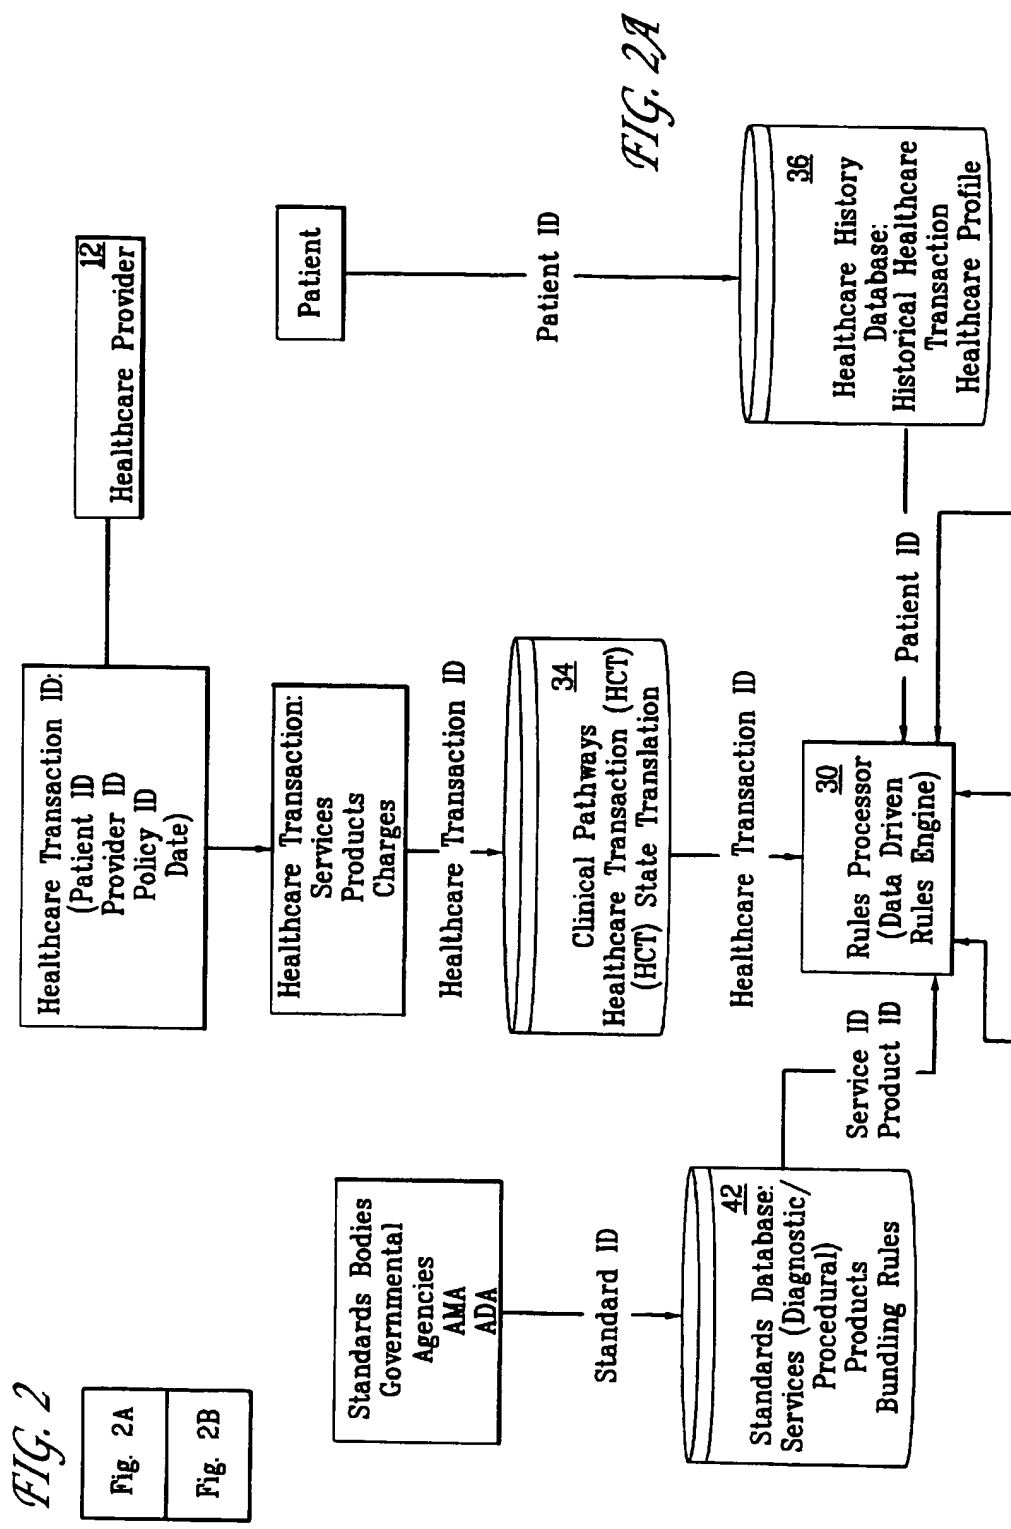 FIG. 2
Fig. 2A
Fig. 2B
Healthcare Transaction ID:
(Patient ID
Provider ID
Policy ID
Date)
12
Healthcare Provider
Healthcare Transaction:
Services
Products
Charges
Healthcare Transaction ID
Patient
Patient ID
Standards Bodies
Governmental
Agencies
AMA
ADA
Standard ID
34
Clinical Pathways
Healthcare Transaction (HCT)
(HCT) State Translation
Healthcare Transaction ID
FIG. 2A
42
Standards Database:
Services (Diagnostic/
Procedural)
Products
Bundling Rules
Service ID
Product ID
30
Rules Processor
(Data Driven
Rules Engine)
Patient ID
36
Healthcare History
Database:
Historical Healthcare
Transaction
Healthcare Profile